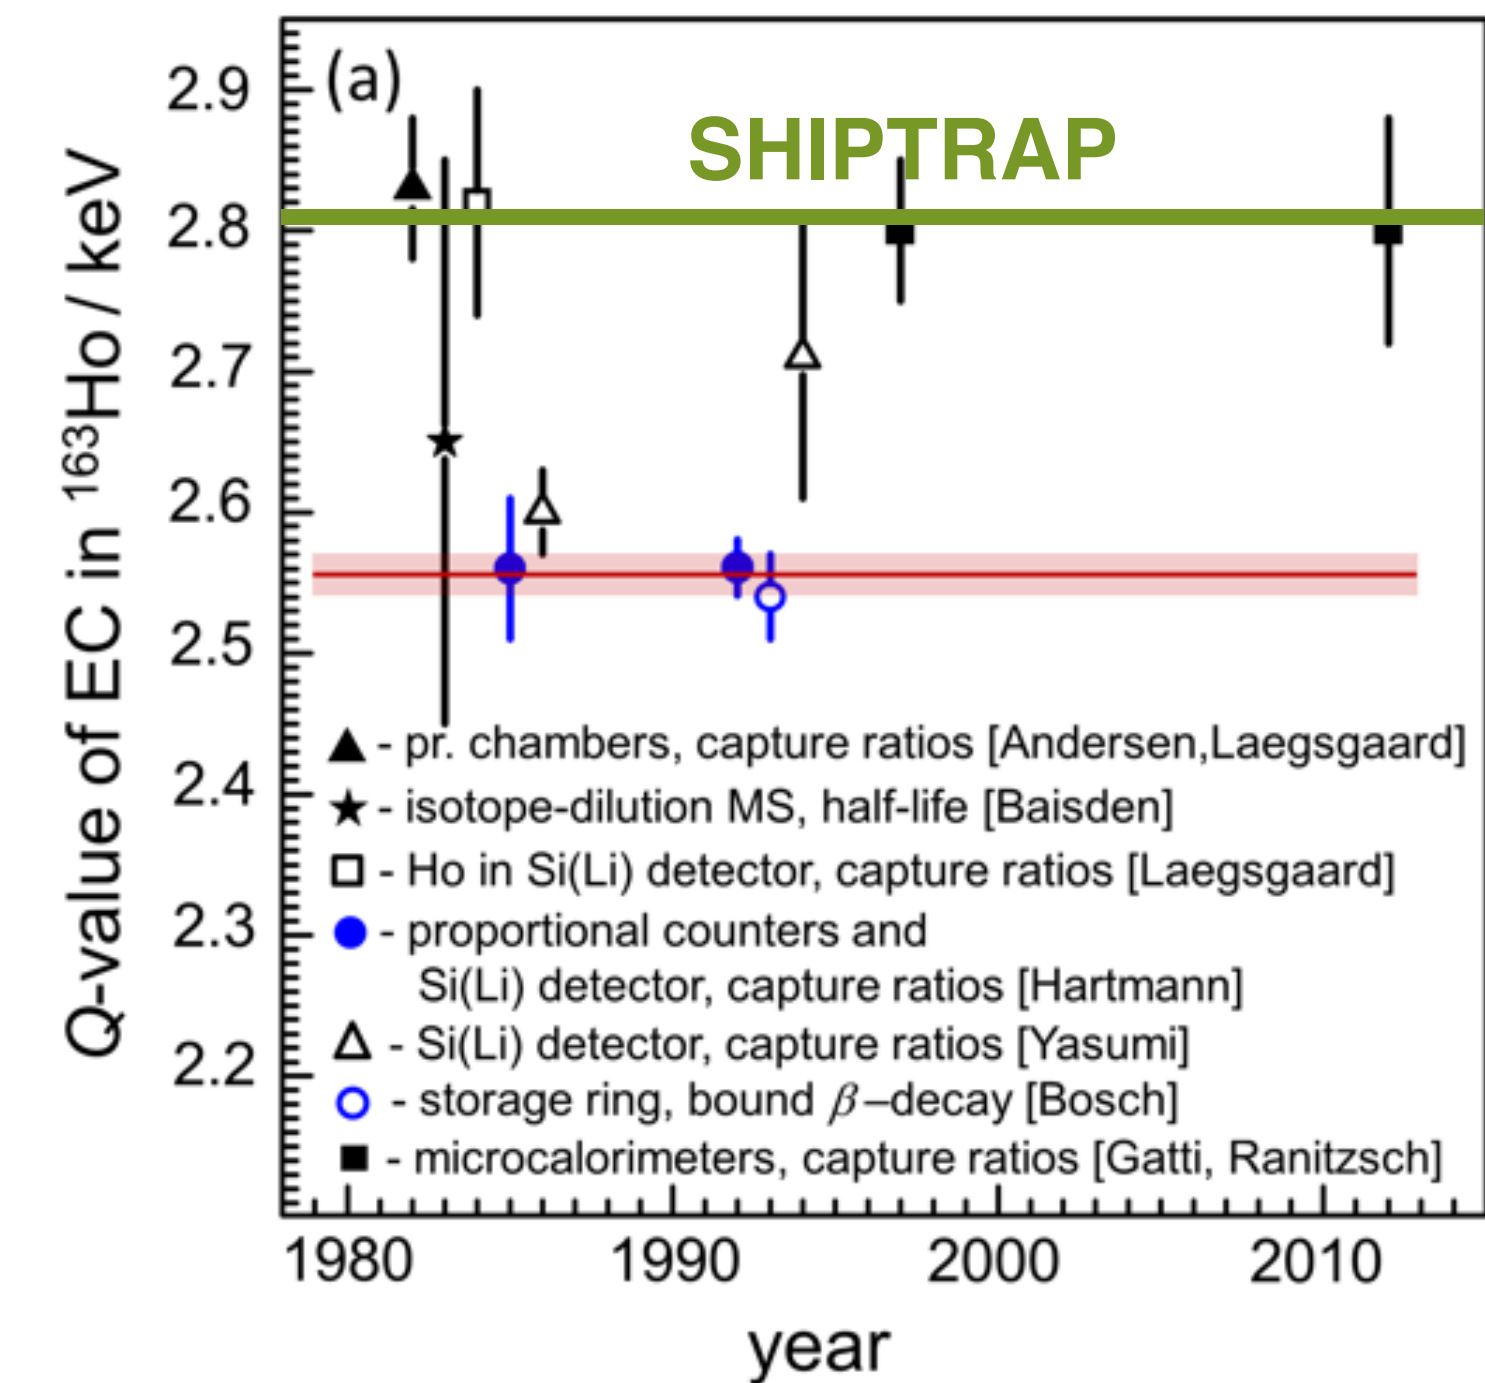 (a)
SHIPTRAP
2.9
2.8
2.7
2.6
2.5
2.4
2.3
2.2
Q-value of EC in ¹⁶³Ho / keV
▲ - pr. chambers, capture ratios [Andersen,Laegsgaard]
★ - isotope-dilution MS, half-life [Baisden]
□ - Ho in Si(Li) detector, capture ratios [Laegsgaard]
● - proportional counters and
Si(Li) detector, capture ratios [Hartmann]
△ - Si(Li) detector, capture ratios [Yasumi]
○ - storage ring, bound β–decay [Bosch]
■ - microcalorimeters, capture ratios [Gatti, Ranitzsch]
1980 1990 2000 2010
year